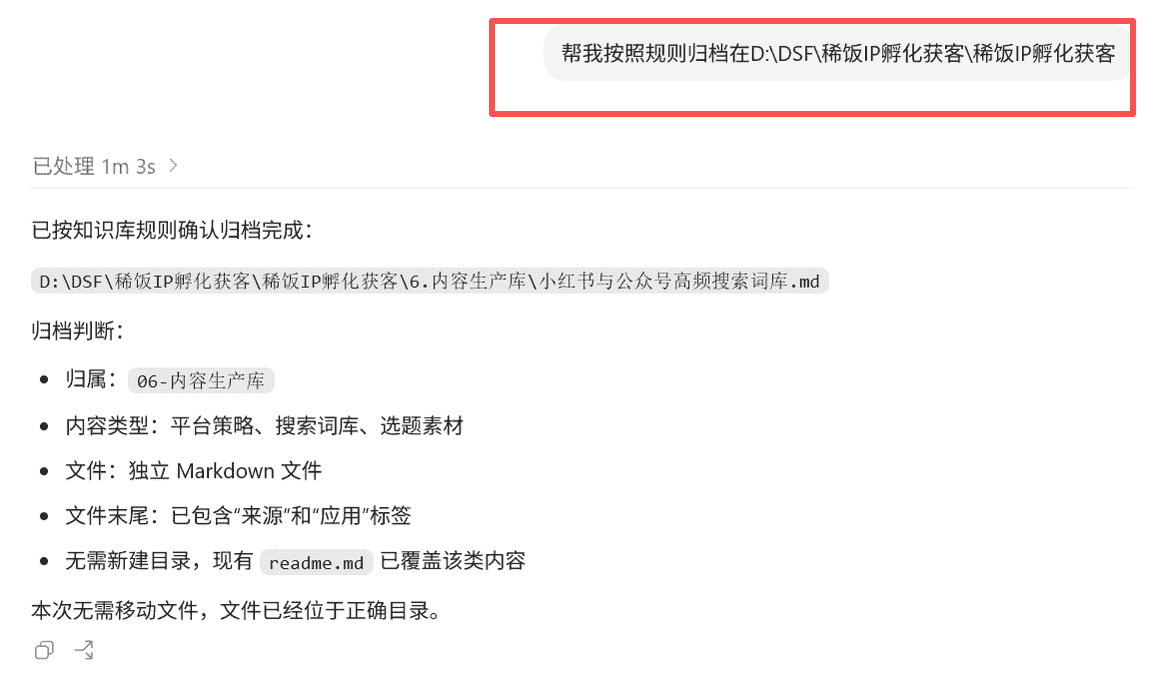 帮我按照规则归档在D:\DSF\稀饭IP孵化获客\稀饭IP孵化获客
已处理 1m 3s
已按知识库规则确认归档完成：
D:\DSF\稀饭IP孵化获客\稀饭IP孵化获客\6.内容生产库\小红书与公众号高频搜索词库.md
归档判断：
归属：06-内容生产库
内容类型：平台策略、搜索词库、选题素材
文件：独立 Markdown 文件
文件末尾：已包含“来源”和“应用”标签
无需新建目录，现有 readme.md 已覆盖该类内容
本次无需移动文件，文件已经位于正确目录。